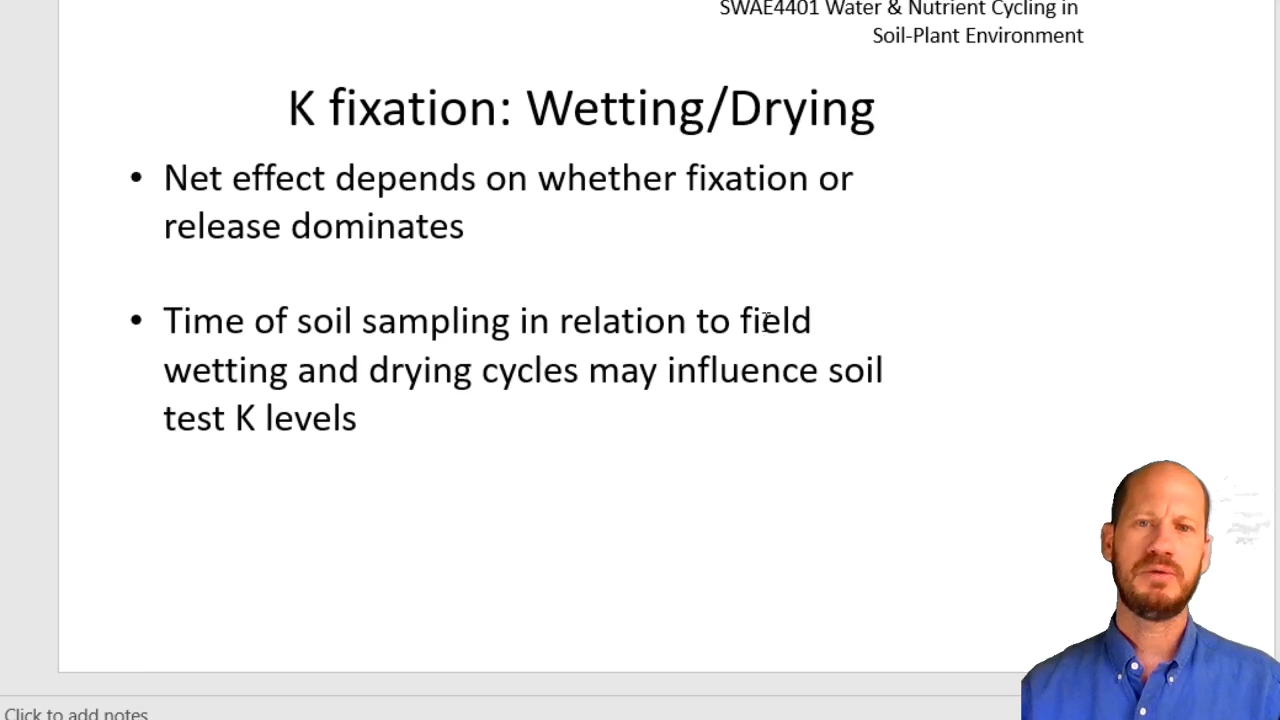 SWAE4401 Water & Nutrient Cycling in
Soil-Plant Environment
K fixation: Wetting/Drying
• Net effect depends on whether fixation or
release dominates
• Time of soil sampling in relation to field
wetting and drying cycles may influence soil
test K levels
Click to add notes